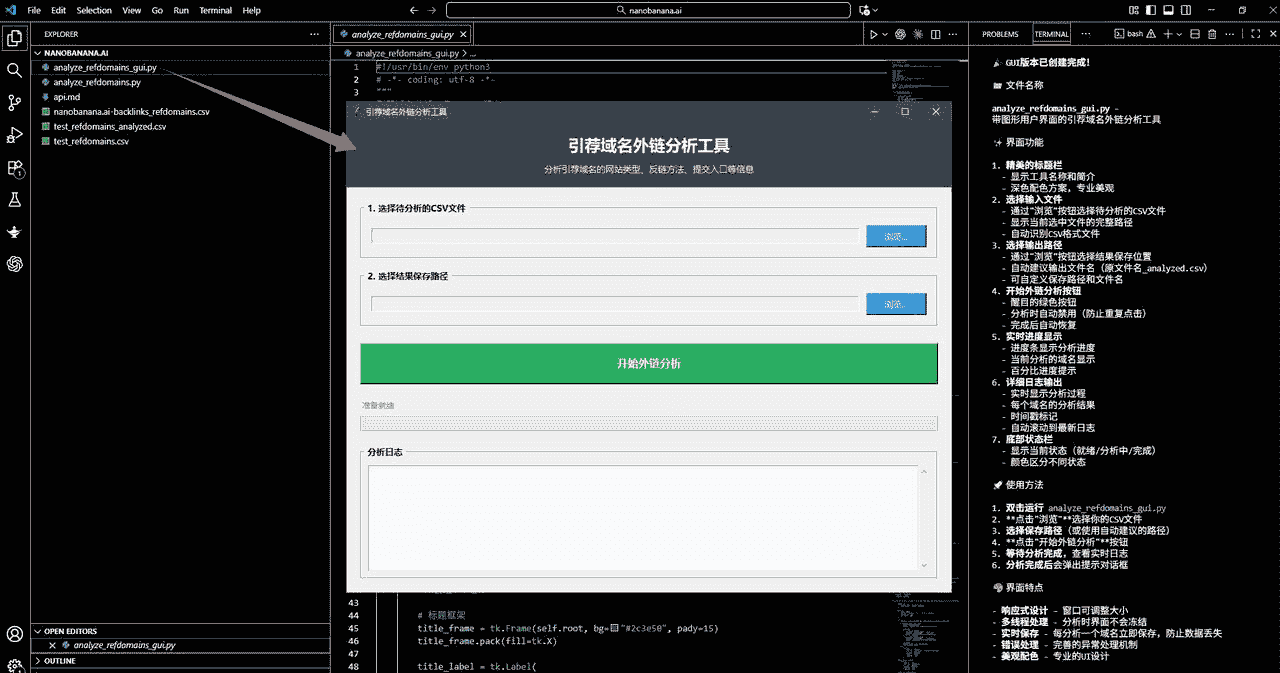 File Edit Selection View Go Run Terminal Help
nanobanana.ai
EXPLORER
NANOBANANA.AI
analyze_refdomains_gui.py
analyze_refdomains.py
api.md
nanobanana.ai-backlinks_refdomains.csv
test_refdomains_analyzed.csv
test_refdomains.csv
OPEN EDITORS
analyze_refdomains_gui.py
OUTLINE
analyze_refdomains_gui.py
analyze_refdomains_gui.py > ...
1 #!/usr/bin/env python3
2 # -*- coding: utf-8 -*-
3 """
引荐域名外链分析工具
引荐域名外链分析工具
分析引荐域名的网站类型、反链方法、提交入口等信息
1. 选择待分析的CSV文件
浏览...
2. 选择结果保存路径
浏览...
开始外链分析
准备就绪
分析日志
43
44 # 标题框架
45 title_frame = tk.Frame(self.root, bg="#2c3e50", pady=15)
46 title_frame.pack(fill=tk.X)
47
48 title_label = tk.Label(
PROBLEMS TERMINAL ... bash
GUI版本已创建完成!
文件名称
analyze_refdomains_gui.py -
带图形用户界面的引荐域名外链分析工具
界面功能
1. 精美的标题栏
- 显示工具名称和简介
- 深色配色方案，专业美观
2. 选择输入文件
- 通过"浏览"按钮选择待分析的CSV文件
- 显示当前选中文件的完整路径
- 自动识别CSV格式文件
3. 选择输出路径
- 通过"浏览"按钮选择结果保存位置
- 自动建议输出文件名（原文件名_analyzed.csv）
- 可自定义保存路径和文件名
4. 开始外链分析按钮
- 醒目的绿色按钮
- 分析时自动禁用（防止重复点击）
- 完成后自动恢复
5. 实时进度显示
- 进度条显示分析进度
- 当前分析的域名显示
- 百分比进度提示
6. 详细日志输出
- 实时显示分析过程
- 每个域名的分析结果
- 时间戳标记
- 自动滚动到最新日志
7. 底部状态栏
- 显示当前状态（就绪/分析中/完成）
- 颜色区分不同状态
使用方法
1. 双击运行 analyze_refdomains_gui.py
2. **点击"浏览"**选择你的CSV文件
3. 选择保存路径（或使用自动建议的路径）
4. **点击"开始外链分析"**按钮
5. 等待分析完成，查看实时日志
6. 分析完成后会弹出提示对话框
界面特点
- 响应式设计 - 窗口可调整大小
- 多线程处理 - 分析时界面不会冻结
- 实时保存 - 每分析一个域名立即保存，防止数据丢失
- 错误处理 - 完善的异常处理机制
- 美观配色 - 专业的UI设计